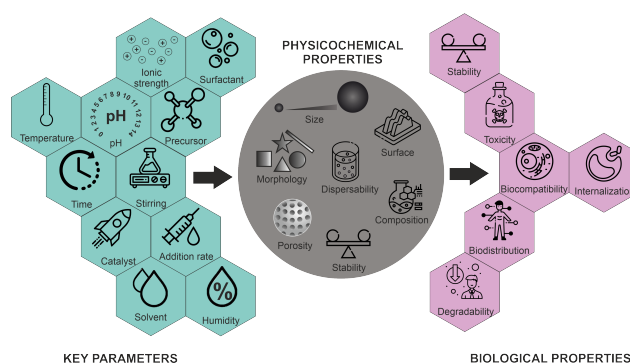 PHYSICOCHEMICAL
PROPERTIES
Ionic
strength
Surfactant
Temperature
0 1 2 3 4 5 6 7 8 9 10 11 12 13 14
pH
pH
Precursor
Time
Stirring
Catalyst
Addition rate
Solvent
%
Humidity
Size
Surface
Morphology
Dispersability
Composition
Porosity
Stability
Stability
Toxicity
Biocompatibility
Internalization
Biodistribution
Degradability
KEY PARAMETERS
BIOLOGICAL PROPERTIES